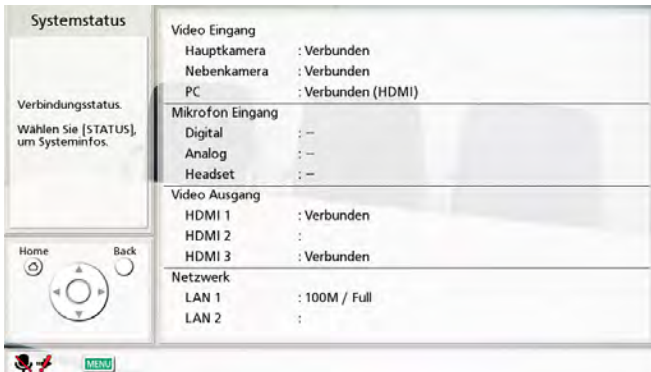 Systemstatus
Verbindungsstatus.
Wählen Sie [STATUS],
um Systeminfos.
Home
Back
Video Eingang
Hauptkamera : Verbunden
Nebenkamera : Verbunden
PC : Verbunden (HDMI)
Mikrofon Eingang
Digital : --
Analog : --
Headset : --
Video Ausgang
HDMI 1 : Verbunden
HDMI 2 :
HDMI 3 : Verbunden
Netzwerk
LAN 1 : 100M / Full
LAN 2 :
MENU